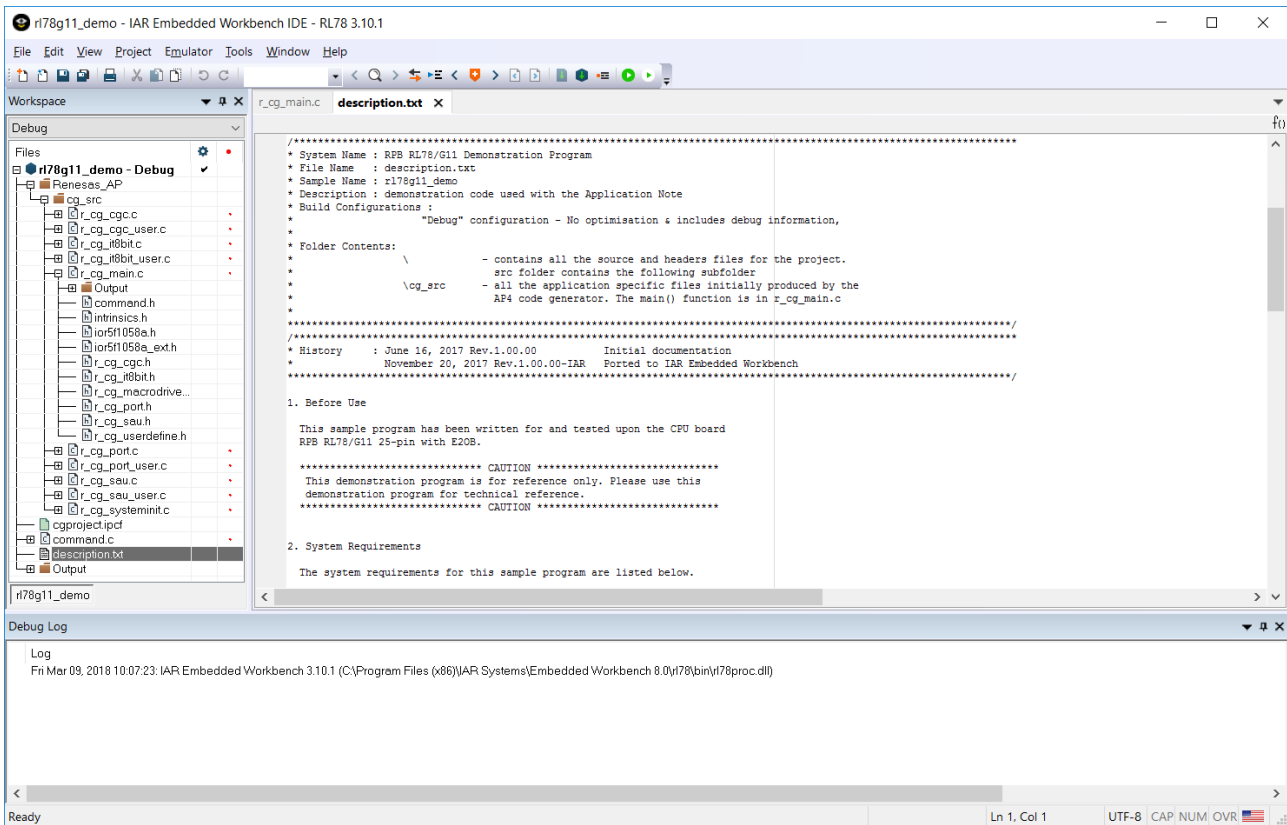 rl78g11_demo - IAR Embedded Workbench IDE - RL78 3.10.1
File Edit View Project Emulator Tools Window Help
Workspace
r_cg_main.c description.txt
Debug
Files
rl78g11_demo - Debug
Renesas_AP
cg_src
r_cg_cgc.c
r_cg_cgc_user.c
r_cg_it8bit.c
r_cg_it8bit_user.c
r_cg_main.c
Output
command.h
intrinsics.h
ior5f1058a.h
ior5f1058a_ext.h
r_cg_cgc.h
r_cg_it8bit.h
r_cg_macrodrive...
r_cg_port.h
r_cg_sau.h
r_cg_userdefine.h
r_cg_port.c
r_cg_port_user.c
r_cg_sau.c
r_cg_sau_user.c
r_cg_systeminit.c
cgproject.ipcf
command.c
description.txt
Output
rl78g11_demo
f()
/************************************************************************************************************************
* System Name : RPB RL78/G11 Demonstration Program
* File Name : description.txt
* Sample Name : rl78g11_demo
* Description : demonstration code used with the Application Note
* Build Configurations :
* "Debug" configuration - No optimisation & includes debug information,
*
* Folder Contents:
* \ - contains all the source and headers files for the project.
* src folder contains the following subfolder
* \cg_src - all the application specific files initially produced by the
* AP4 code generator. The main() function is in r_cg_main.c
*
************************************************************************************************************************/
/************************************************************************************************************************
* History : June 16, 2017 Rev.1.00.00 Initial documentation
* November 20, 2017 Rev.1.00.00-IAR Ported to IAR Embedded Workbench
************************************************************************************************************************/
1. Before Use
This sample program has been written for and tested upon the CPU board
RPB RL78/G11 25-pin with E2OB.
****************************** CAUTION ******************************
This demonstration program is for reference only. Please use this
demonstration program for technical reference.
****************************** CAUTION ******************************
2. System Requirements
The system requirements for this sample program are listed below.
Debug Log
Log
Fri Mar 09, 2018 10:07:23: IAR Embedded Workbench 3.10.1 (C:\Program Files (x86)\IAR Systems\Embedded Workbench 8.0\rl78\bin\rl78proc.dll)
Ready Ln 1, Col 1 UTF-8 CAP NUM OVR